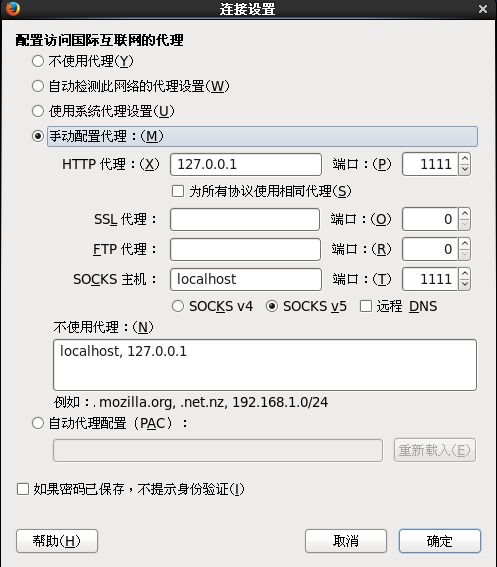 连接设置
配置访问国际互联网的代理
不使用代理(Y)
自动检测此网络的代理设置(W)
使用系统代理设置(U)
手动配置代理：(M)
HTTP 代理：(X) 127.0.0.1 端口：(P) 1111
为所有协议使用相同代理(S)
SSL 代理： 端口：(O) 0
FTP 代理： 端口：(R) 0
SOCKS 主机： localhost 端口：(T) 1111
SOCKS v4 SOCKS v5 远程 DNS
不使用代理：(N)
localhost, 127.0.0.1
例如：. mozilla.org, .net.nz, 192.168.1.0/24
自动代理配置（PAC）：
重新载入(E)
如果密码已保存，不提示身份验证(I)
帮助(H) 取消 确定